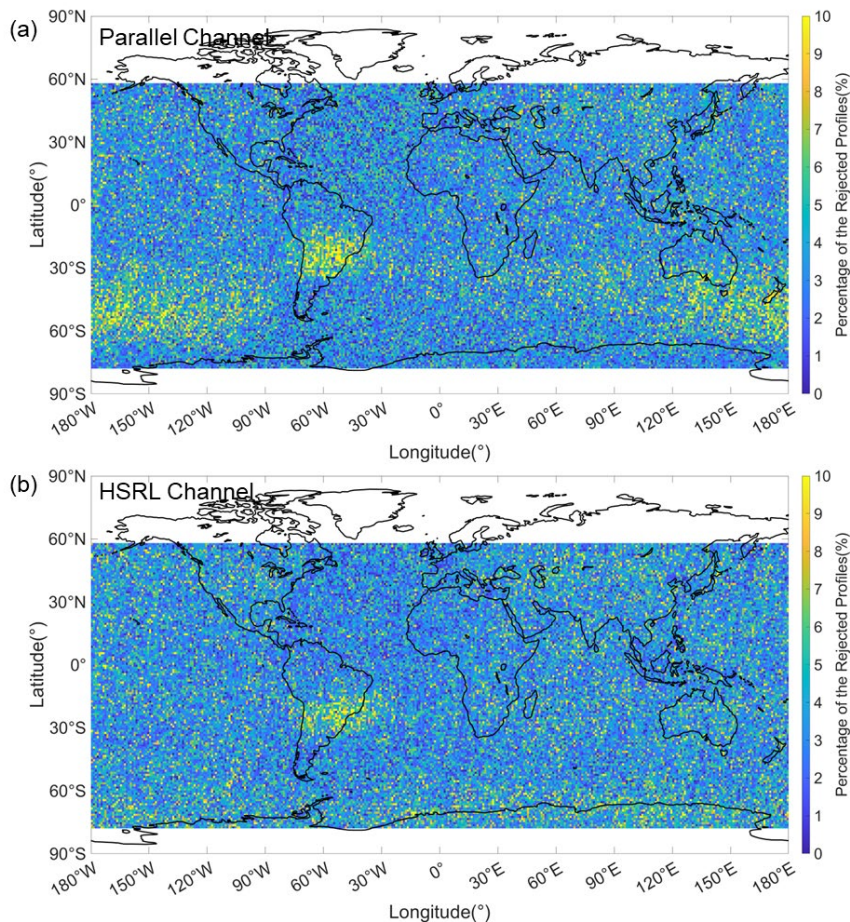 (a)
Parallel Channel
90°N
60°N
30°N
0°
30°S
60°S
90°S
Latitude(°)
180°W
150°W
120°W
90°W
60°W
30°W
0°
30°E
60°E
90°E
120°E
150°E
180°E
Longitude(°)
10
9
8
7
6
5
4
3
2
1
0
Percentage of the Rejected Profiles(%)
(b)
HSRL Channel
90°N
60°N
30°N
0°
30°S
60°S
90°S
Latitude(°)
180°W
150°W
120°W
90°W
60°W
30°W
0°
30°E
60°E
90°E
120°E
150°E
180°E
Longitude(°)
10
9
8
7
6
5
4
3
2
1
0
Percentage of the Rejected Profiles(%)